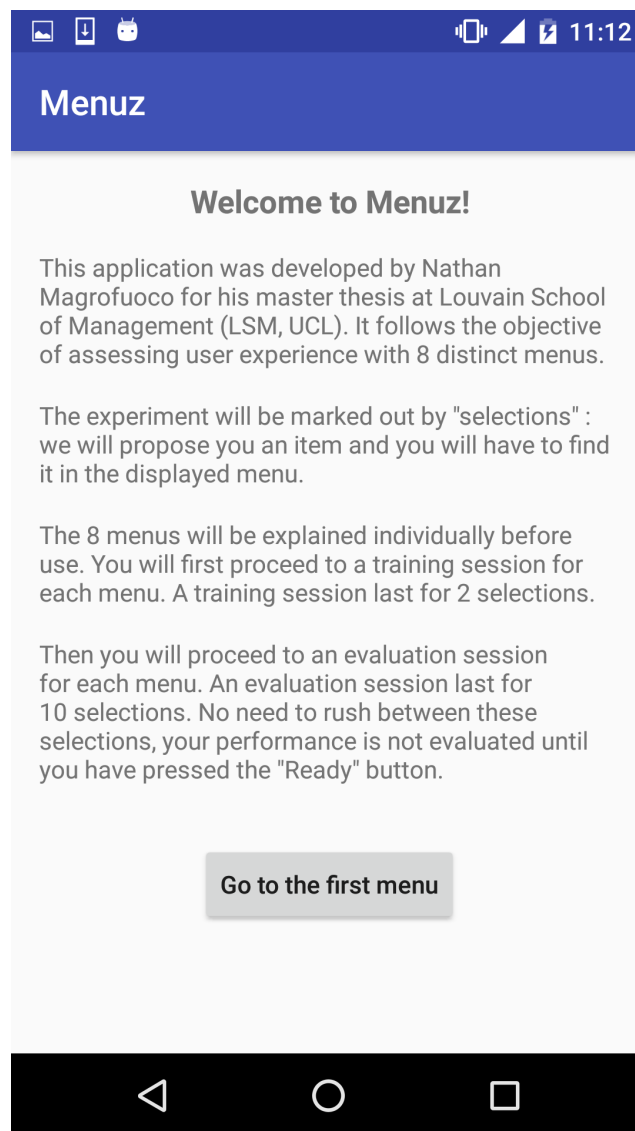 11:12
Menuz
Welcome to Menuz!
This application was developed by Nathan
Magrofuoco for his master thesis at Louvain School
of Management (LSM, UCL). It follows the objective
of assessing user experience with 8 distinct menus.
The experiment will be marked out by "selections" :
we will propose you an item and you will have to find
it in the displayed menu.
The 8 menus will be explained individually before
use. You will first proceed to a training session for
each menu. A training session last for 2 selections.
Then you will proceed to an evaluation session
for each menu. An evaluation session last for
10 selections. No need to rush between these
selections, your performance is not evaluated until
you have pressed the "Ready" button.
Go to the first menu